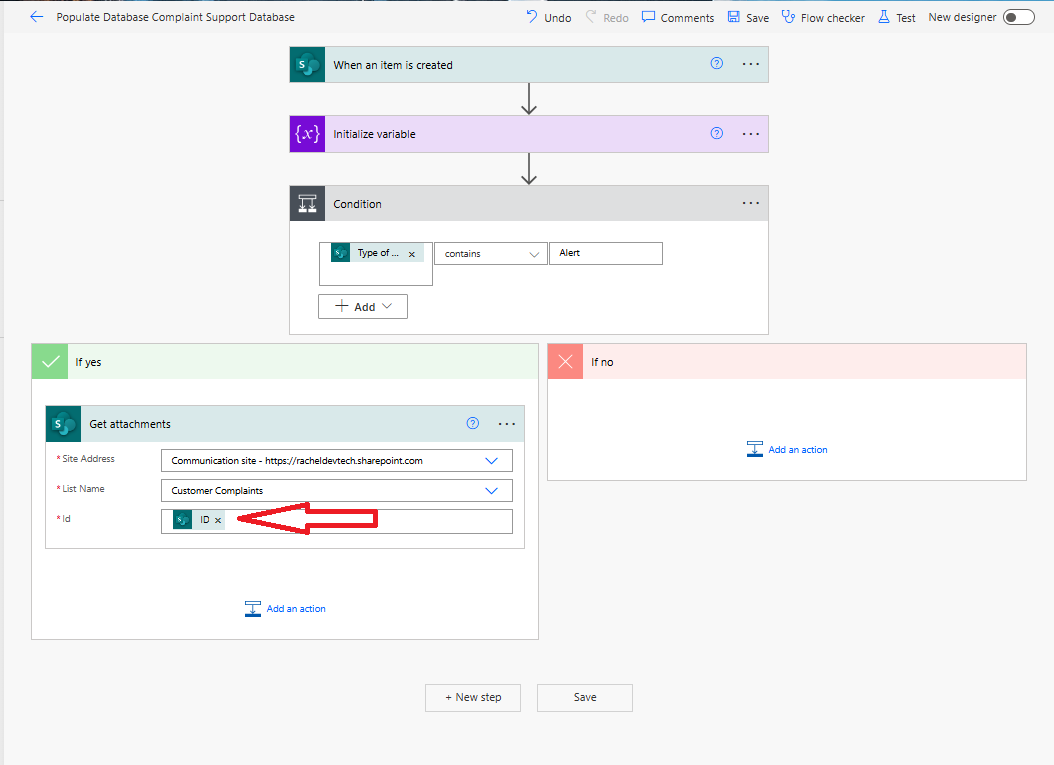 Populate Database Complaint Support Database
Undo
Redo
Comments
Save
Flow checker
Test
New designer
S
When an item is created
?
...
{x}
Initialize variable
?
...
Condition
...
S
Type of ... x
contains
Alert
+ Add
If yes
If no
S
Get attachments
?
...
Add an action
* Site Address
Communication site - https://racheldevtech.sharepoint.com
* List Name
Customer Complaints
* Id
S
ID x
Add an action
+ New step
Save